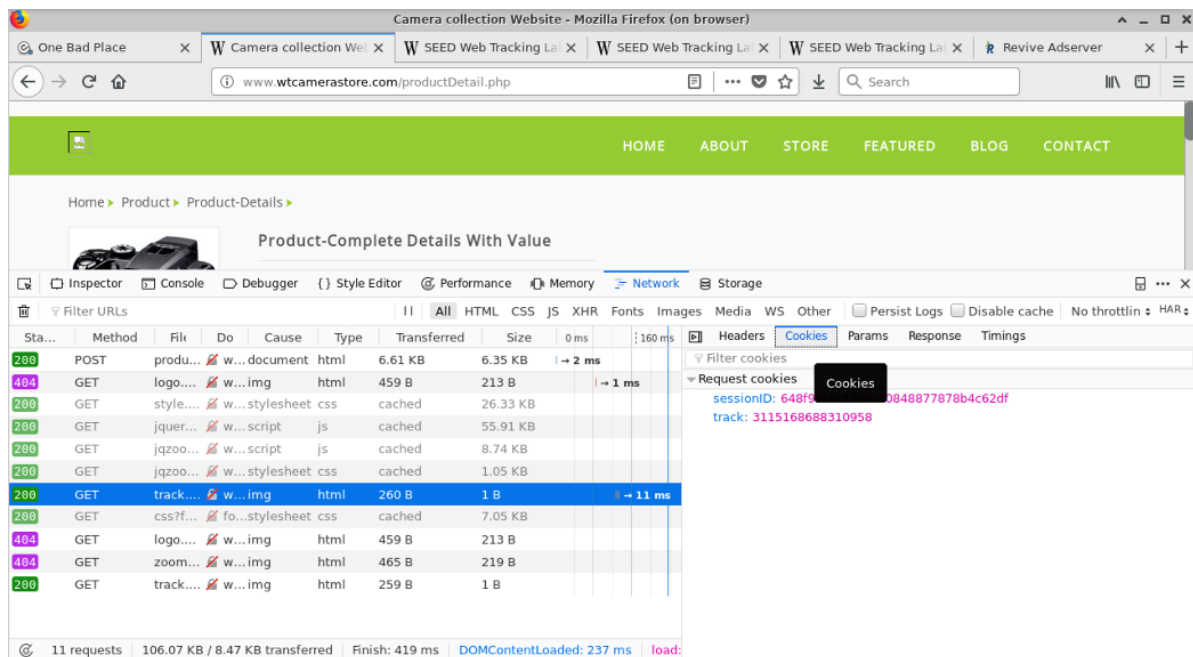 Camera collection Website - Mozilla Firefox (on browser)
One Bad Place × W Camera collection Wel × W SEED Web Tracking La × W SEED Web Tracking La × W SEED Web Tracking La × Revive Adserver × +
www.wtcamerastore.com/productDetail.php Search
HOME ABOUT STORE FEATURED BLOG CONTACT
Home Product Product-Details
Product-Complete Details With Value
Inspector Console Debugger {} Style Editor Performance Memory Network Storage
Filter URLs All HTML CSS JS XHR Fonts Images Media WS Other Persist Logs Disable cache No throttlin HAR
Sta... Method File Do Cause Type Transferred Size 0 ms 160 ms Headers Cookies Params Response Timings
200 POST produ... w... document html 6.61 KB 6.35 KB → 2 ms
404 GET logo.... w... img html 459 B 213 B → 1 ms
200 GET style.... w... stylesheet css cached 26.33 KB
200 GET jquer... w... script js cached 55.91 KB
200 GET jqzoo... w... script js cached 8.74 KB
200 GET jqzoo... w... stylesheet css cached 1.05 KB
200 GET track.... w... img html 260 B 1 B → 11 ms
200 GET css?f... fo... stylesheet css cached 7.05 KB
404 GET logo.... w... img html 459 B 213 B
404 GET zoom.... w... img html 465 B 219 B
200 GET track.... w... img html 259 B 1 B
Filter cookies
Request cookies
Cookies
sessionID: 648f9 0848877878b4c62df
track: 3115168688310958
11 requests 106.07 KB / 8.47 KB transferred Finish: 419 ms DOMContentLoaded: 237 ms load: